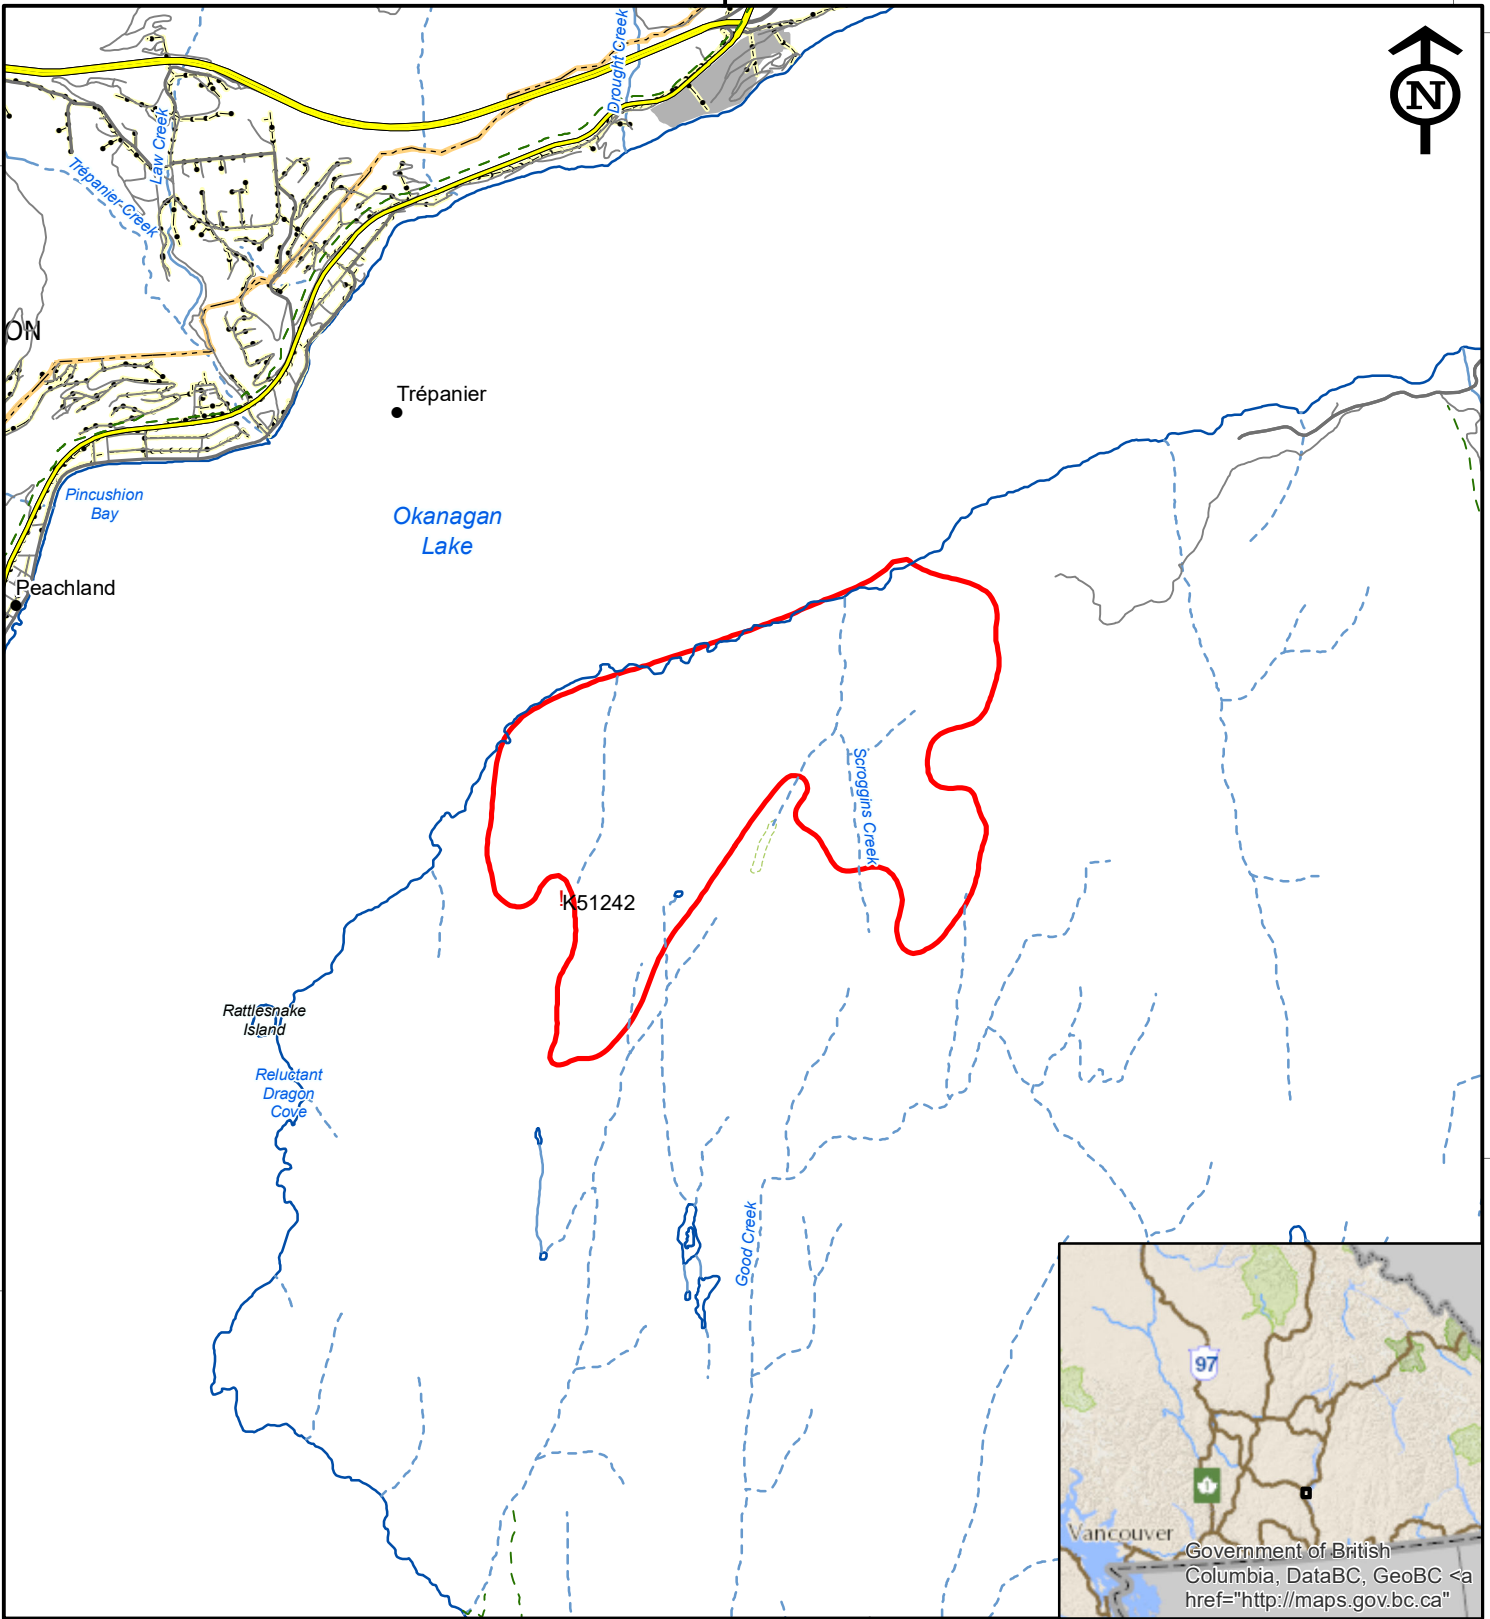 Drought Creek
N
Law Creek
Trépanier Creek
ON
Trépanier
Pincushion
Bay
Okanagan
Lake
Peachland
Scroggins Creek
K51242
Rattlesnake
Island
Reluctant
Dragon
Cove
Good Creek
97
1
Vancouver
Government of British
Columbia, DataBC, GeoBC <a
href="http://maps.gov.bc.ca"